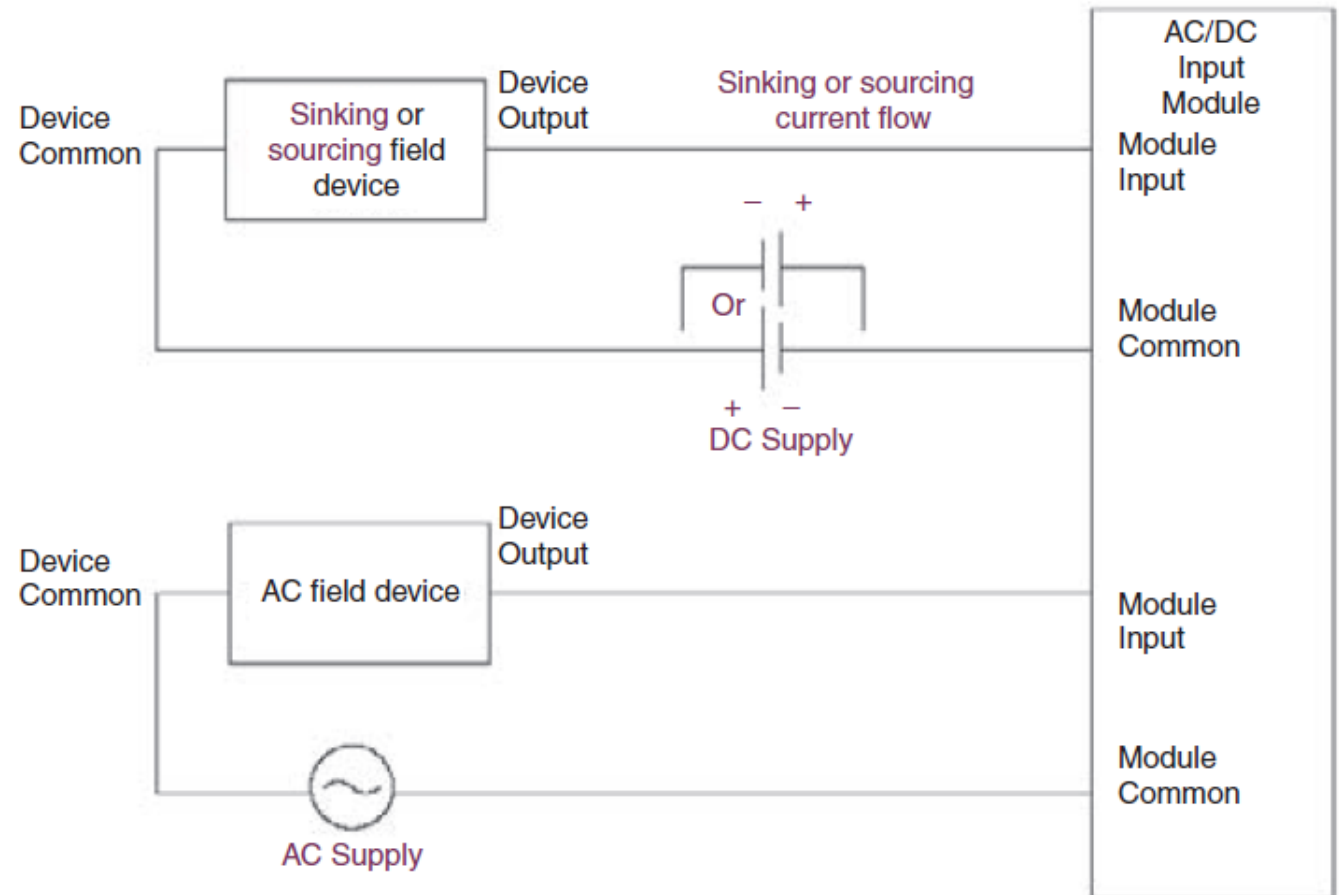 AC/DC
Input
Module
Device
Common
Sinking or
sourcing field
device
Device
Output
Sinking or sourcing
current flow
Module
Input
− +
Or
+ −
DC Supply
Module
Common
Device
Common
AC field device
Device
Output
Module
Input
AC Supply
Module
Common